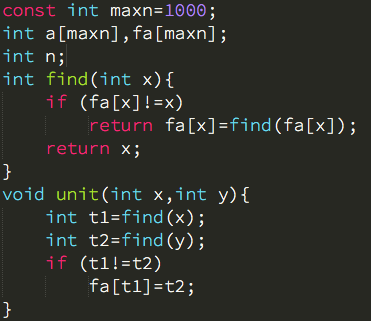 const int maxn=1000;
int a[maxn],fa[maxn];
int n;
int find(int x){
    if (fa[x]!=x)
        return fa[x]=find(fa[x]);
    return x;
}
void unit(int x,int y){
    int t1=find(x);
    int t2=find(y);
    if (t1!=t2)
        fa[t1]=t2;
}